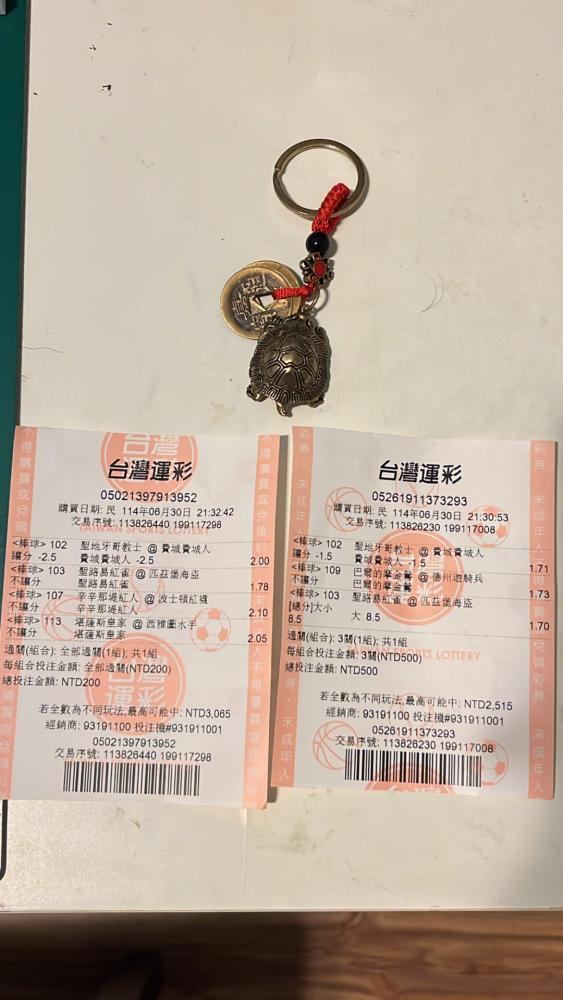 台灣運彩
05021397913952
購買日期: 民 114年06月30日 21:32:42
交易序號: 113826440 199117298
TAIWAN SPORTS LOTTERY
<棒球> 102 聖地牙哥教士 @ 費城費城人
讓分 -2.5 費城費城人 -2.5 2.00
<棒球> 103 聖路易紅雀 @ 匹茲堡海盜
不讓分 聖路易紅雀 1.78
<棒球> 107 辛辛那堤紅人 @ 波士頓紅襪
不讓分 辛辛那堤紅人 2.10
<棒球> 113 堪薩斯皇家 @ 西雅圖水手
不讓分 堪薩斯皇家 2.05
過關(組合): 全部過關(1組); 共1組
每組合投注金額: 全部過關(NTD200)
總投注金額: NTD200
若全數為不同玩法,最高可能中: NTD3,065
經銷商: 93191100 投注機#931911001
05021397913952
交易序號: 113826440 199117298
台灣運彩
05261911373293
購買日期: 民 114年06月30日 21:30:53
交易序號: 113826230 199117008
TAIWAN SPORTS LOTTERY
<棒球> 102 聖地牙哥教士 @ 費城費城人
讓分 -1.5 費城費城人 -1.5 1.71
<棒球> 109 巴爾的摩金鶯 @ 德州遊騎兵
不讓分 巴爾的摩金鶯 1.73
<棒球> 103 聖路易紅雀 @ 匹茲堡海盜
[總分]大小
8.5 大 8.5 1.70
過關(組合): 3關(1組); 共1組
每組合投注金額: 3關(NTD500)
總投注金額: NTD500
SPORTS LOTTERY
若全數為不同玩法,最高可能中: NTD2,515
經銷商: 93191100 投注機#931911001
05261911373293
交易序號: 113826230 199117008